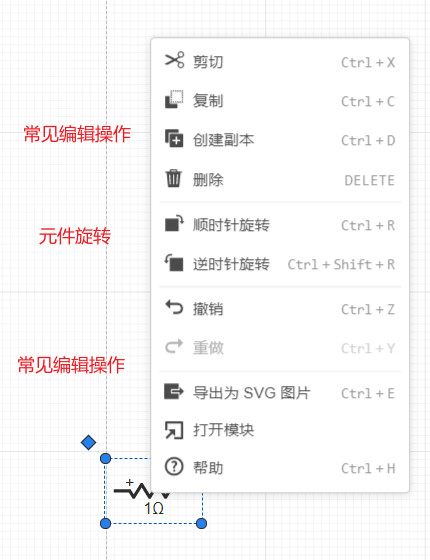 剪切 Ctrl+X
复制 Ctrl+C
常见编辑操作
创建副本 Ctrl+D
删除 DELETE
元件旋转
顺时针旋转 Ctrl+R
逆时针旋转 Ctrl+Shift+R
撤销 Ctrl+Z
重做 Ctrl+Y
常见编辑操作
导出为 SVG 图片 Ctrl+E
打开模块
帮助 Ctrl+H
+
1Ω